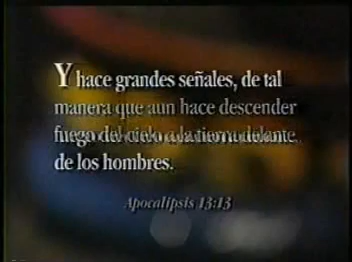 Y hace grandes señales, de tal
manera que aun hace descender
fuego del cielo a la tierra delante
de los hombres.
Apocalipsis 13:13